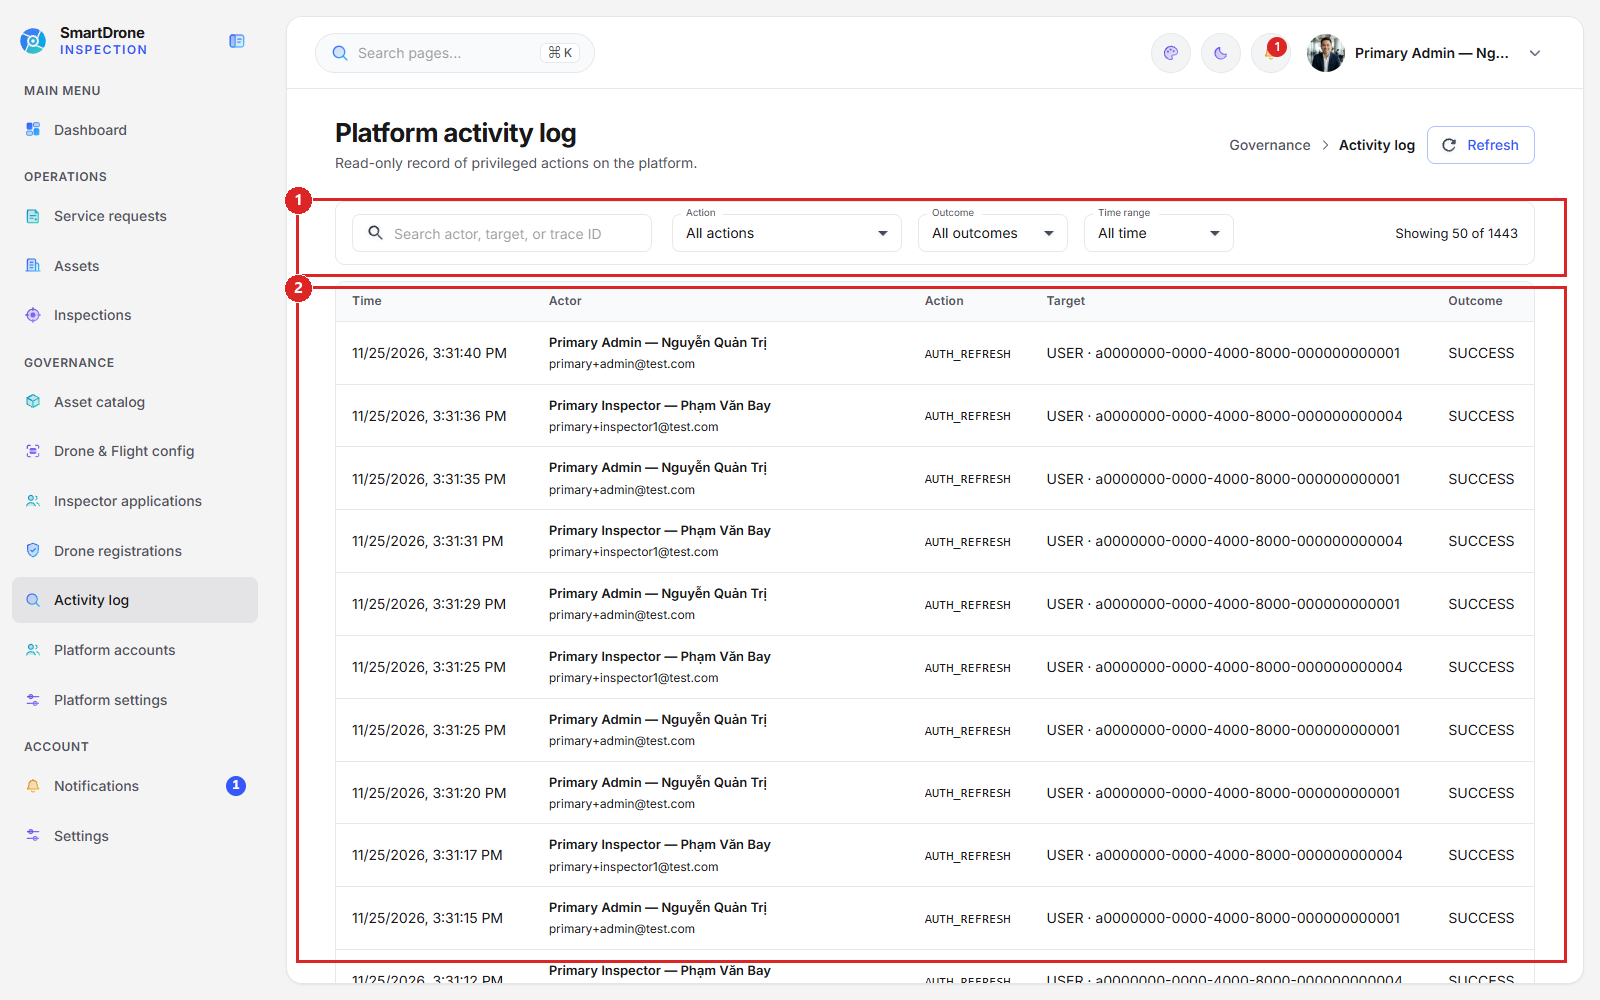 SmartDrone
INSPECTION
MAIN MENU
Dashboard
OPERATIONS
Service requests
Assets
Inspections
GOVERNANCE
Asset catalog
Drone & Flight config
Inspector applications
Drone registrations
Activity log
Platform accounts
Platform settings
ACCOUNT
Notifications 1
Settings
Search pages... ⌘ K
1
Primary Admin — Ng...
Platform activity log
Read-only record of privileged actions on the platform.
Governance > Activity log Refresh
1
Search actor, target, or trace ID
Action
All actions
Outcome
All outcomes
Time range
All time
Showing 50 of 1443
2
Time Actor Action Target Outcome
11/25/2026, 3:31:40 PM Primary Admin — Nguyễn Quản Trị AUTH_REFRESH USER · a0000000-0000-4000-8000-000000000001 SUCCESS
primary+admin@test.com
11/25/2026, 3:31:36 PM Primary Inspector — Phạm Văn Bay AUTH_REFRESH USER · a0000000-0000-4000-8000-000000000004 SUCCESS
primary+inspector1@test.com
11/25/2026, 3:31:35 PM Primary Admin — Nguyễn Quản Trị AUTH_REFRESH USER · a0000000-0000-4000-8000-000000000001 SUCCESS
primary+admin@test.com
11/25/2026, 3:31:31 PM Primary Inspector — Phạm Văn Bay AUTH_REFRESH USER · a0000000-0000-4000-8000-000000000004 SUCCESS
primary+inspector1@test.com
11/25/2026, 3:31:29 PM Primary Admin — Nguyễn Quản Trị AUTH_REFRESH USER · a0000000-0000-4000-8000-000000000001 SUCCESS
primary+admin@test.com
11/25/2026, 3:31:25 PM Primary Inspector — Phạm Văn Bay AUTH_REFRESH USER · a0000000-0000-4000-8000-000000000004 SUCCESS
primary+inspector1@test.com
11/25/2026, 3:31:25 PM Primary Admin — Nguyễn Quản Trị AUTH_REFRESH USER · a0000000-0000-4000-8000-000000000001 SUCCESS
primary+admin@test.com
11/25/2026, 3:31:20 PM Primary Admin — Nguyễn Quản Trị AUTH_REFRESH USER · a0000000-0000-4000-8000-000000000001 SUCCESS
primary+admin@test.com
11/25/2026, 3:31:17 PM Primary Inspector — Phạm Văn Bay AUTH_REFRESH USER · a0000000-0000-4000-8000-000000000004 SUCCESS
primary+inspector1@test.com
11/25/2026, 3:31:15 PM Primary Admin — Nguyễn Quản Trị AUTH_REFRESH USER · a0000000-0000-4000-8000-000000000001 SUCCESS
primary+admin@test.com
11/25/2026, 3:31:12 PM Primary Inspector — Phạm Văn Bay AUTH_REFRESH USER · a0000000-0000-4000-8000-000000000004 SUCCESS